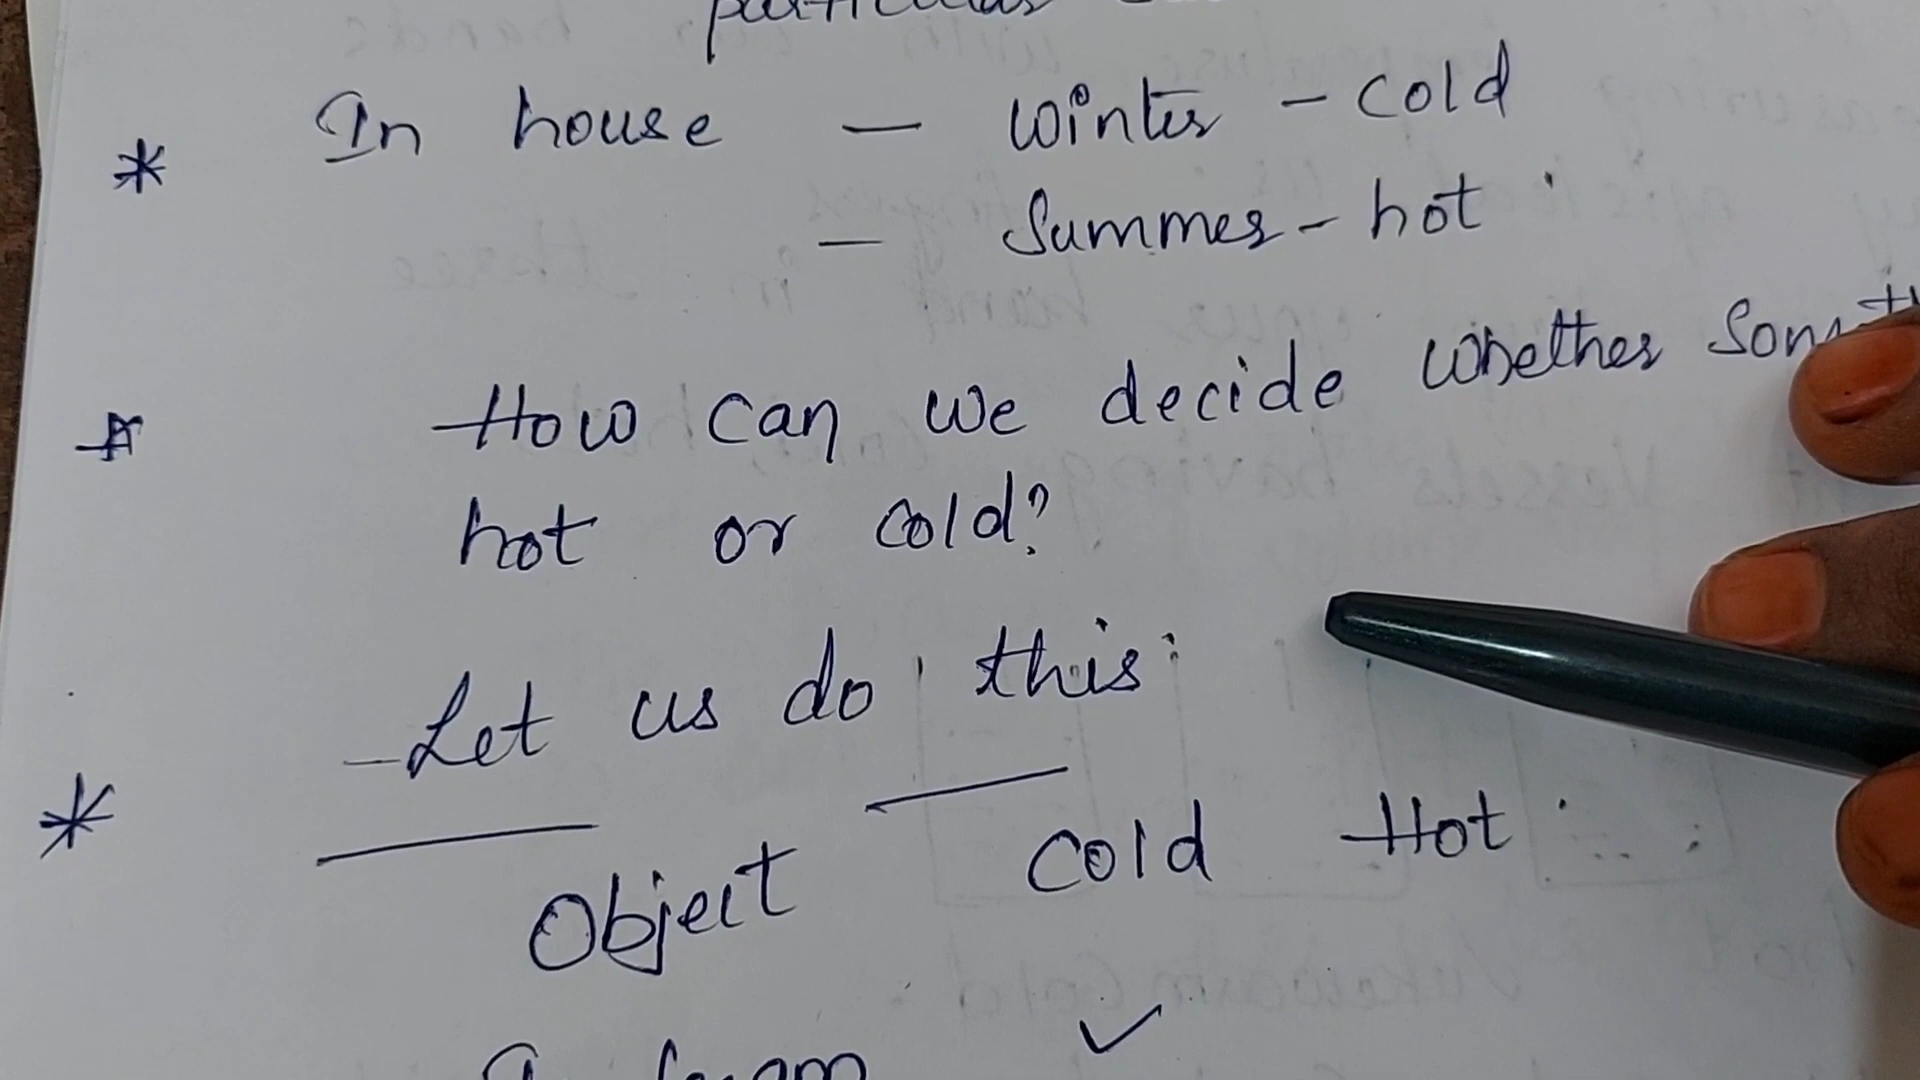 * In house — Winter - cold
— Summer - hot
* How can we decide whether
hot or cold?
* Let us do this:
Object Cold Hot